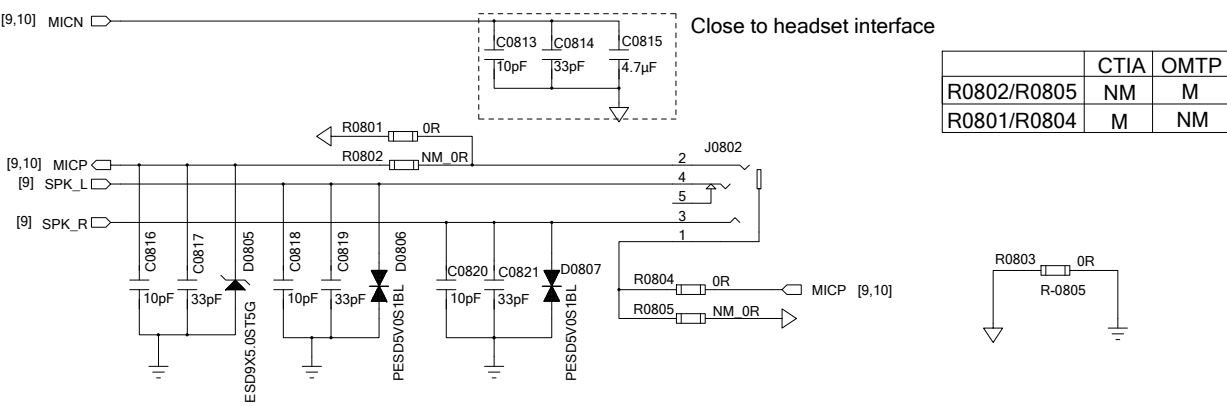 [9,10] MICN
Close to headset interface
C0813
C0814
C0815
10pF
33pF
4.7µF
CTIA OMTP
R0802/R0805 NM M
R0801/R0804 M NM
R0801 0R
R0802 NM_0R
J0802
[9,10] MICP
[9] SPK_L
[9] SPK_R
2
4
5
3
1
C0816
C0817
D0805
C0818
C0819
D0806
C0820
C0821
D0807
10pF
33pF
ESD9X5.0ST5G
10pF
33pF
PESD5V0S1BL
10pF
33pF
PESD5V0S1BL
R0804 0R
MICP [9,10]
R0805 NM_0R
R0803 0R
R-0805